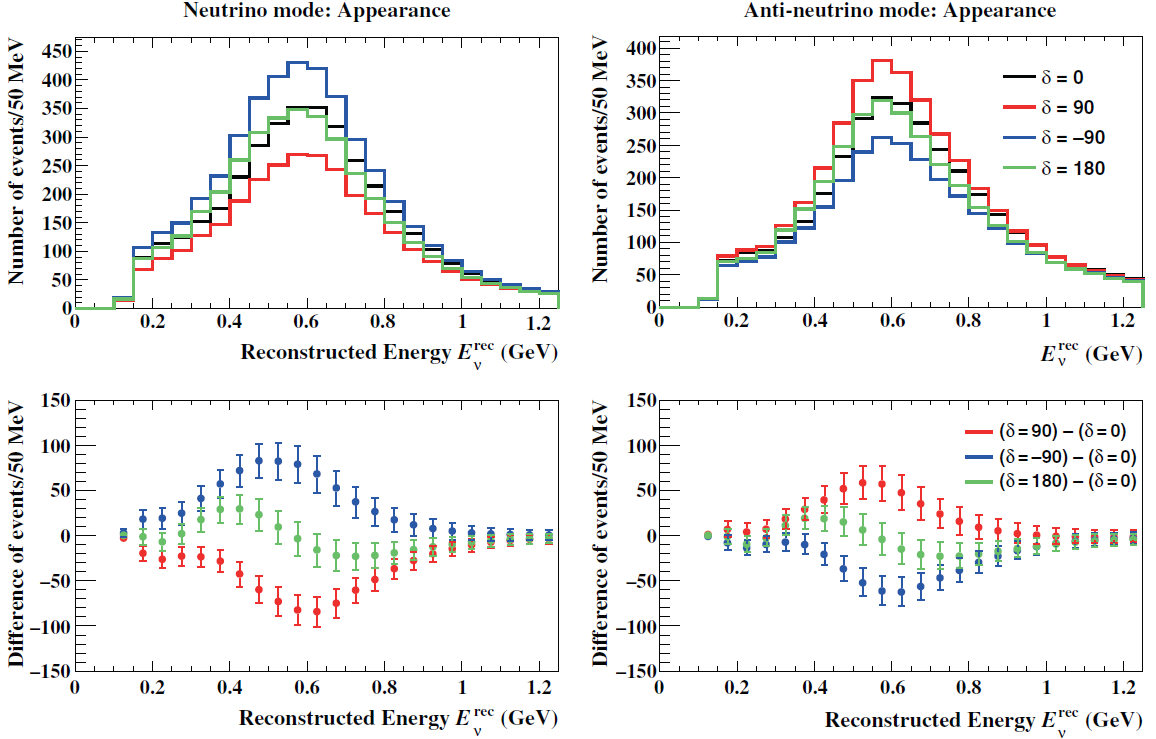 Neutrino mode: Appearance
Number of events/50 MeV
450
400
350
300
250
200
150
100
50
0
0 0.2 0.4 0.6 0.8 1 1.2
Reconstructed Energy E_ν^rec (GeV)
Anti-neutrino mode: Appearance
Number of events/50 MeV
400
350
300
250
200
150
100
50
0
δ = 0
δ = 90
δ = −90
δ = 180
0 0.2 0.4 0.6 0.8 1 1.2
E_ν^rec (GeV)
Difference of events/50 MeV
150
100
50
0
−50
−100
−150
0 0.2 0.4 0.6 0.8 1 1.2
Reconstructed Energy E_ν^rec (GeV)
Difference of events/50 MeV
150
100
50
0
−50
−100
−150
(δ = 90) − (δ = 0)
(δ = −90) − (δ = 0)
(δ = 180) − (δ = 0)
0 0.2 0.4 0.6 0.8 1 1.2
Reconstructed Energy E_ν^rec (GeV)